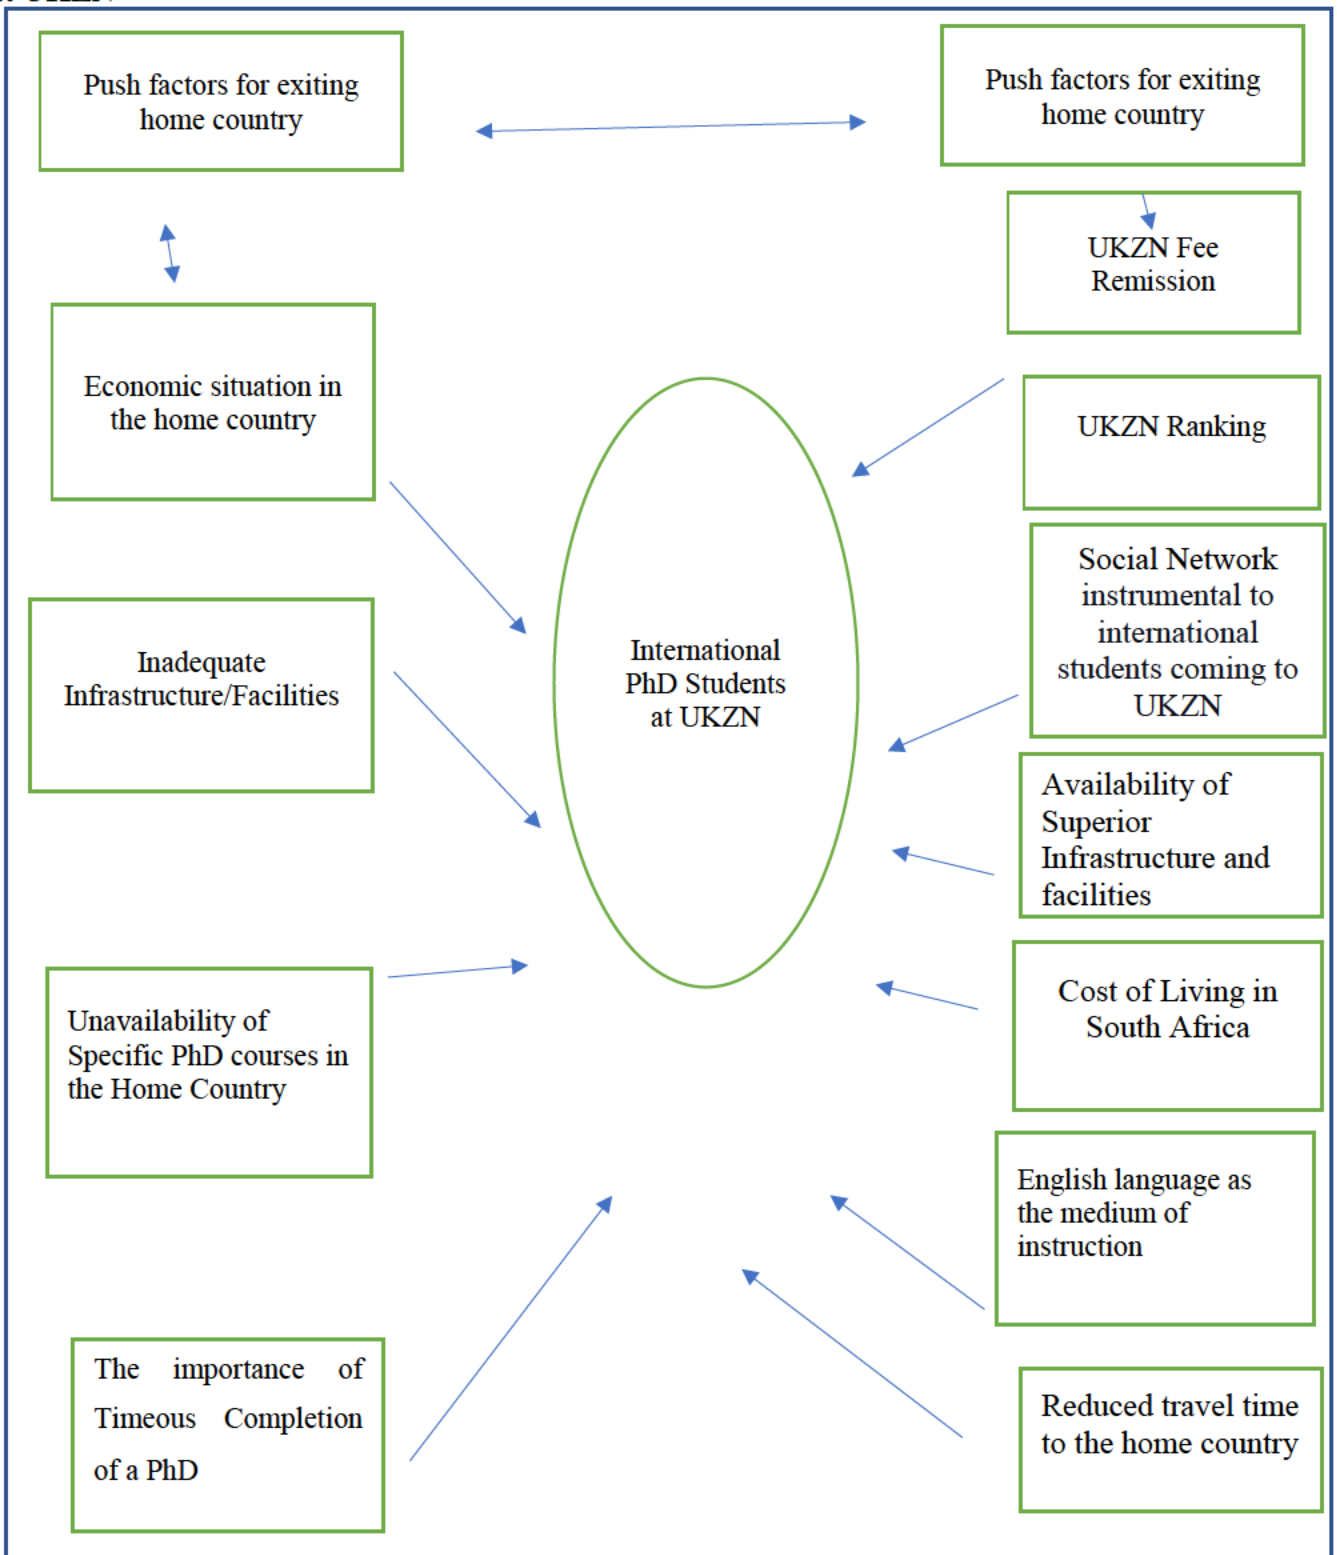 Push factors for exiting
home country
Push factors for exiting
home country
UKZN Fee
Remission
Economic situation in
the home country
UKZN Ranking
Social Network
instrumental to
international
students coming to
UKZN
Inadequate
Infrastructure/Facilities
International
PhD Students
at UKZN
Availability of
Superior
Infrastructure and
facilities
Unavailability of
Specific PhD courses in
the Home Country
Cost of Living in
South Africa
English language as
the medium of
instruction
The importance of
Timeous Completion
of a PhD
Reduced travel time
to the home country